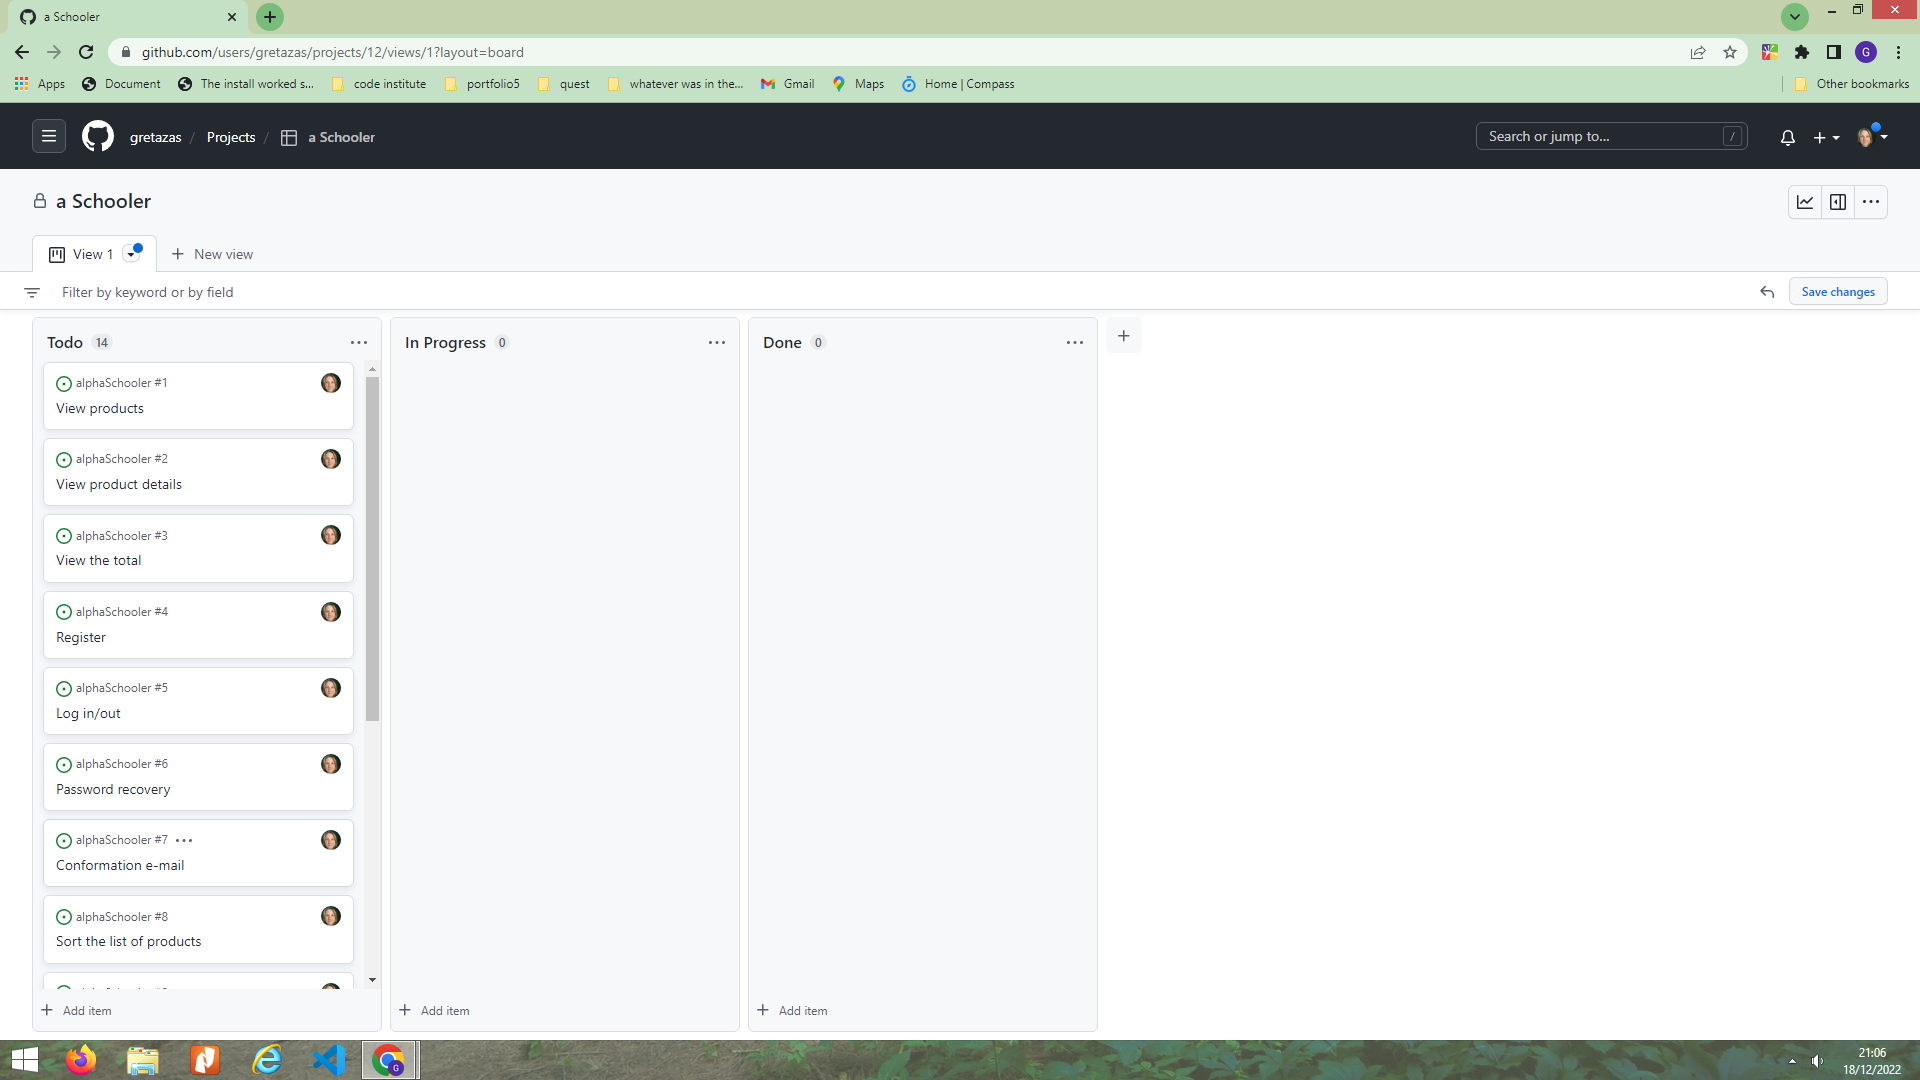 a Schooler
github.com/users/gretazas/projects/12/views/1?layout=board
G
Apps
Document
The install worked s...
code institute
portfolio5
quest
whatever was in the...
Gmail
Maps
Home | Compass
Other bookmarks
gretazas / Projects / a Schooler
Search or jump to... /
a Schooler
View 1
New view
Filter by keyword or by field
Save changes
Todo 14
alphaSchooler #1
View products
alphaSchooler #2
View product details
alphaSchooler #3
View the total
alphaSchooler #4
Register
alphaSchooler #5
Log in/out
alphaSchooler #6
Password recovery
alphaSchooler #7
Conformation e-mail
alphaSchooler #8
Sort the list of products
Add item
In Progress 0
Add item
Done 0
Add item
G
21:06
18/12/2022